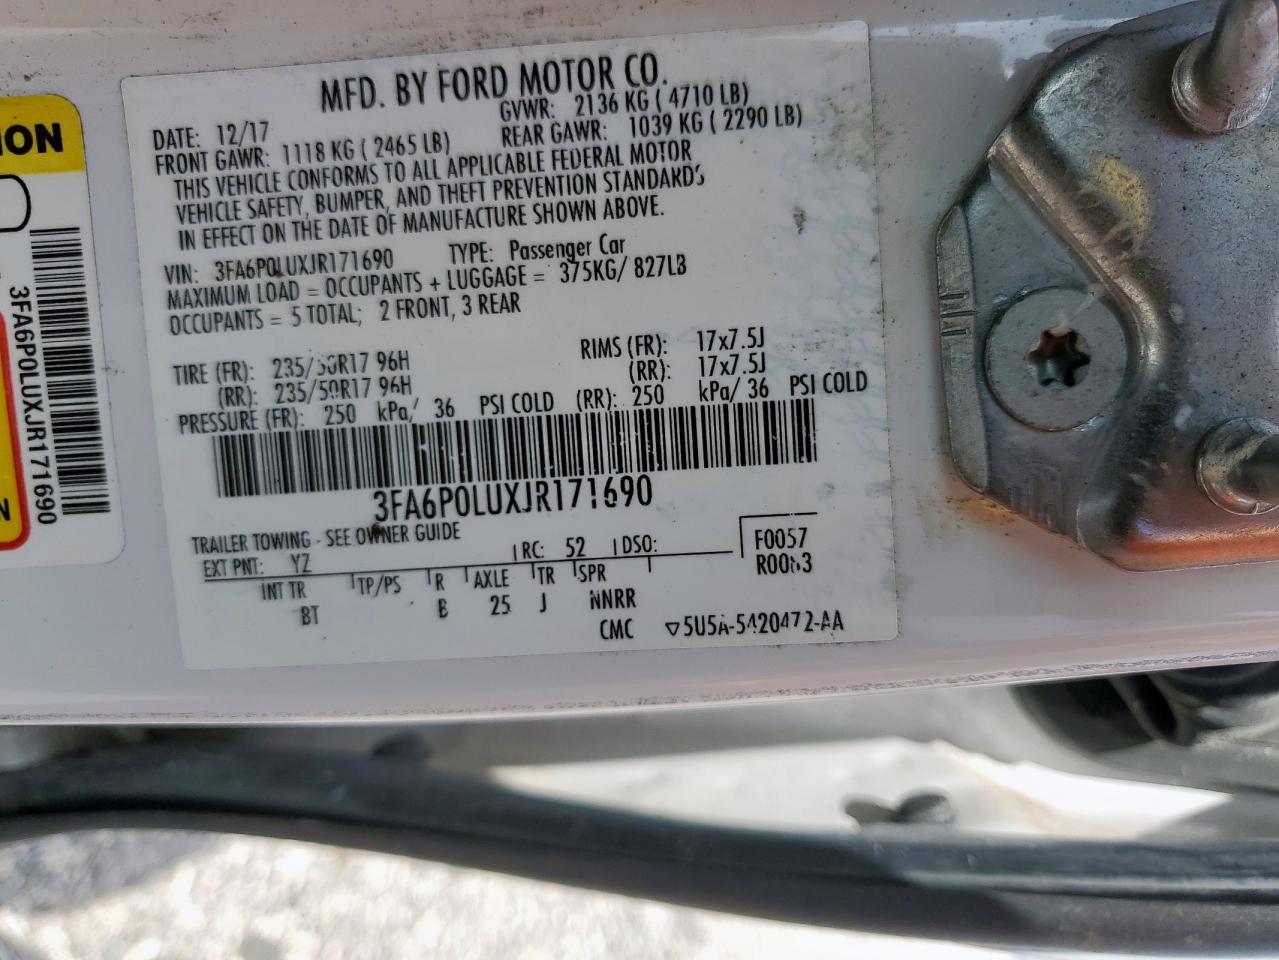 MFD. BY FORD MOTOR CO.
DATE: 12/17 GVWR: 2136 KG ( 4710 LB)
FRONT GAWR: 1118 KG ( 2465 LB) REAR GAWR: 1039 KG ( 2290 LB)
THIS VEHICLE CONFORMS TO ALL APPLICABLE FEDERAL MOTOR
VEHICLE SAFETY, BUMPER, AND THEFT PREVENTION STANDARDS
IN EFFECT ON THE DATE OF MANUFACTURE SHOWN ABOVE.
VIN: 3FA6P0LUXJR171690 TYPE: Passenger Car
MAXIMUM LOAD = OCCUPANTS + LUGGAGE = 375KG/ 827LB
OCCUPANTS = 5 TOTAL; 2 FRONT, 3 REAR
TIRE (FR): 235/50R17 96H RIMS (FR): 17x7.5J
(RR): 235/50R17 96H (RR): 17x7.5J
PRESSURE (FR): 250 kPa/ 36 PSI COLD (RR): 250 kPa/ 36 PSI COLD
3FA6P0LUXJR171690
TRAILER TOWING - SEE OWNER GUIDE
EXT PNT: YZ RC: 52 DSO: F0057
INT TR TP/PS R AXLE TR SPR R0063
BT B 25 J NNRR
CMC ▽5U5A-5420472-AA
ION
3FA6P0LUXJR171690
N